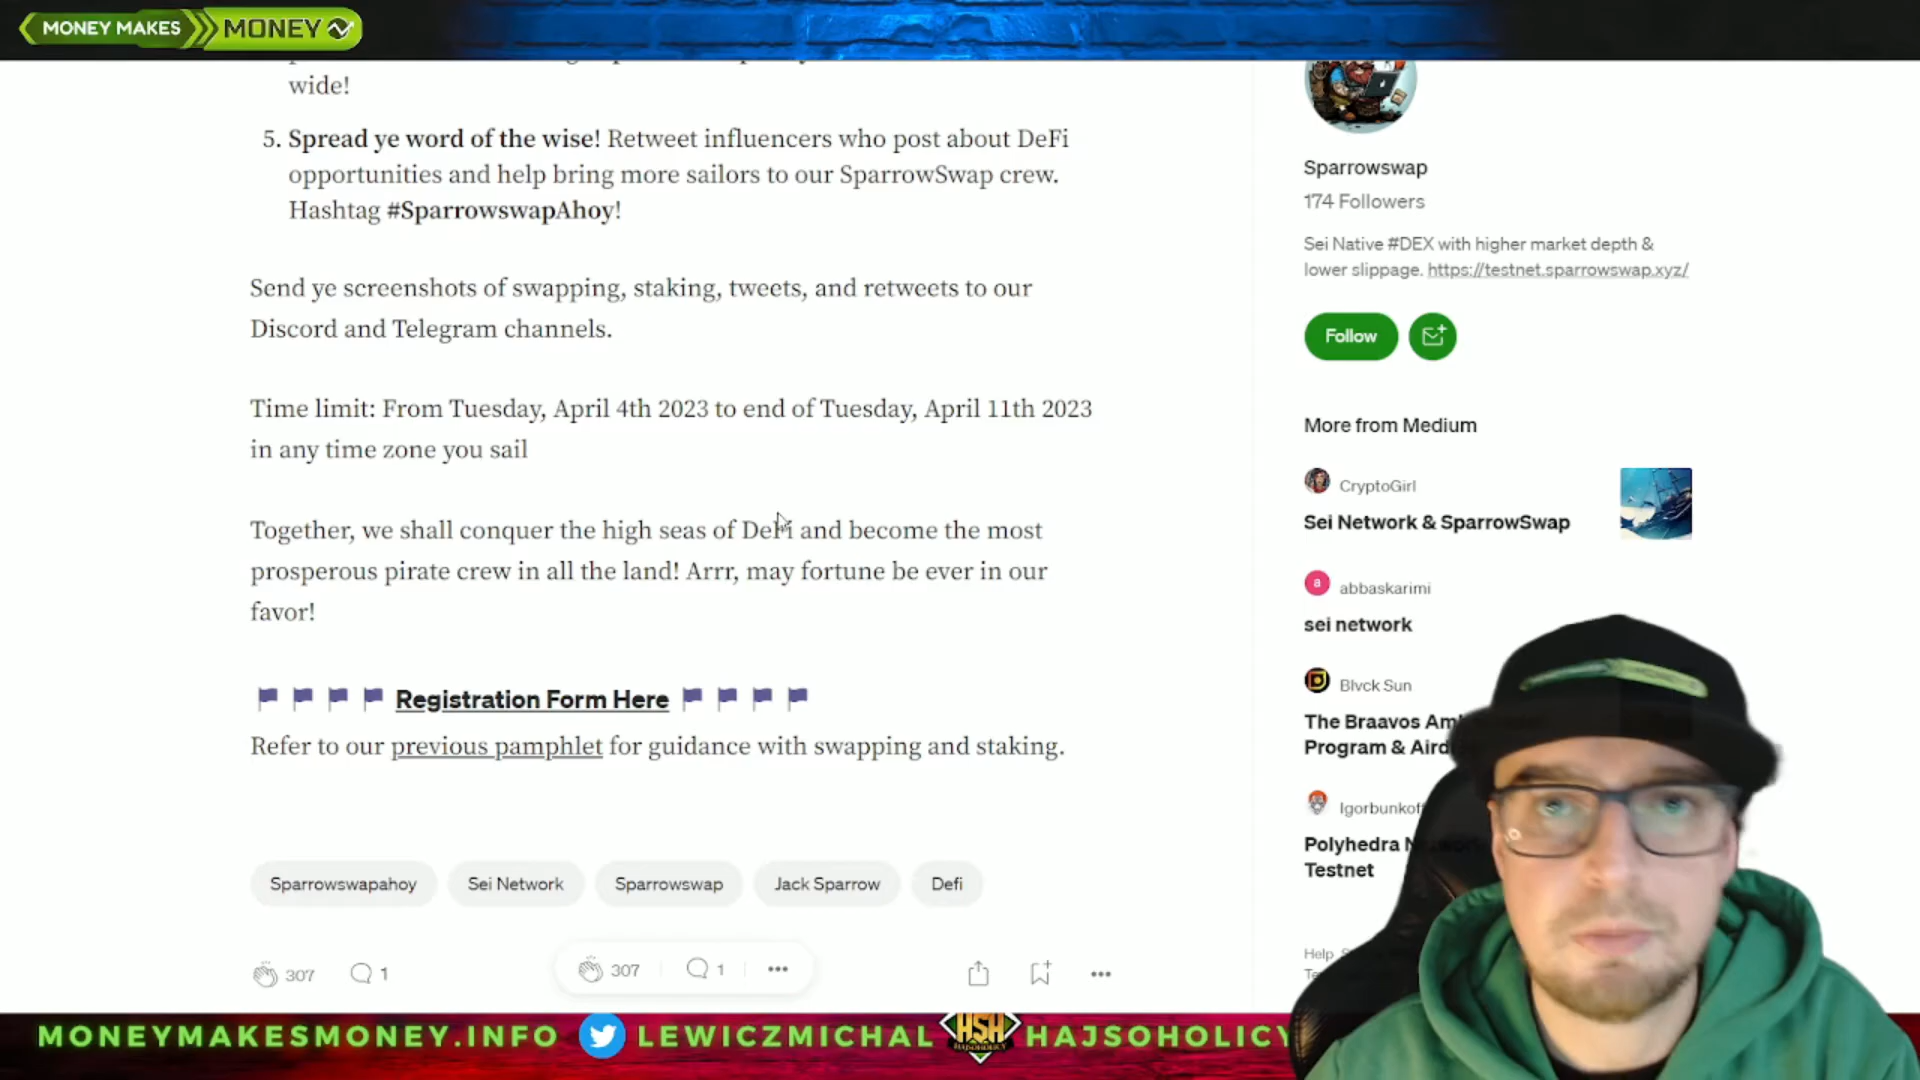 MONEY MAKES MONEY
wide!
5. Spread ye word of the wise! Retweet influencers who post about DeFi
opportunities and help bring more sailors to our SparrowSwap crew.
Hashtag #SparrowswapAhoy!
Send ye screenshots of swapping, staking, tweets, and retweets to our
Discord and Telegram channels.
Time limit: From Tuesday, April 4th 2023 to end of Tuesday, April 11th 2023
in any time zone you sail
Together, we shall conquer the high seas of DeFi and become the most
prosperous pirate crew in all the land! Arrr, may fortune be ever in our
favor!
Registration Form Here
Refer to our previous pamphlet for guidance with swapping and staking.
Sparrowswapahoy Sei Network Sparrowswap Jack Sparrow Defi
307 1
307 1
Sparrowswap
174 Followers
Sei Native #DEX with higher market depth &
lower slippage. https://testnet.sparrowswap.xyz/
Follow
More from Medium
CryptoGirl
Sei Network & SparrowSwap
a abbaskarimi
sei network
Blvck Sun
The Braavos
Program &
Igorbunkof
Polyhedra
Testnet
Help
MONEYMAKESMONEY.INFO LEWICZMICHAL HSH HAJSOHOLICY